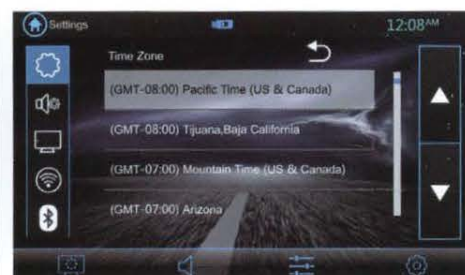 Settings
12:08AM
Time Zone
(GMT-08:00) Pacific Time (US & Canada)
(GMT-08:00) Tijuana,Baja California
(GMT-07:00) Mountain Time (US & Canada)
(GMT-07:00) Arizona